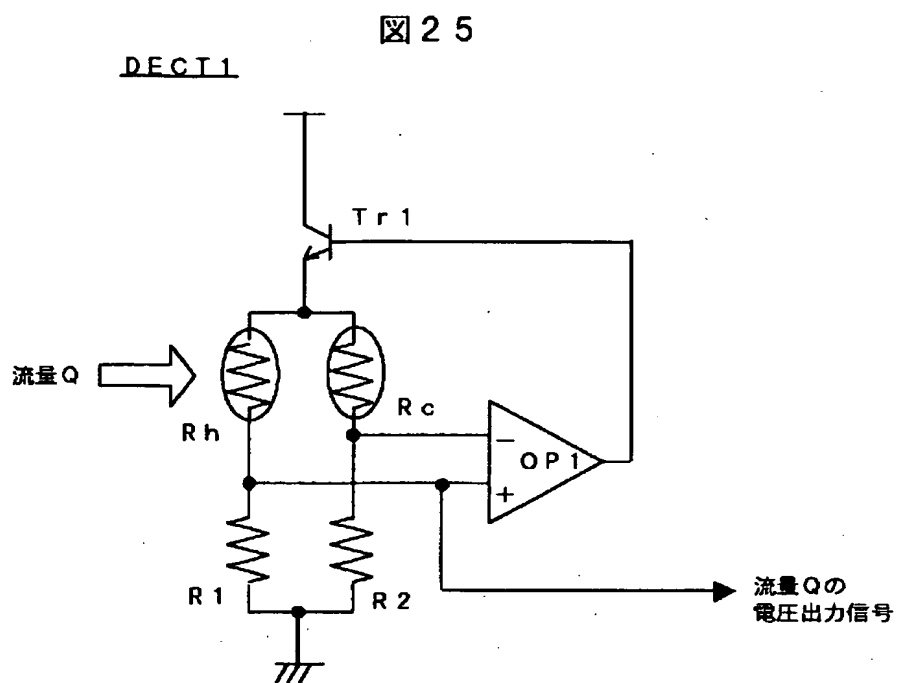 図25
DECT1
Tr1
流量Q
Rh
Rc
OP1
−
+
R1
R2
流量Qの
電圧出力信号